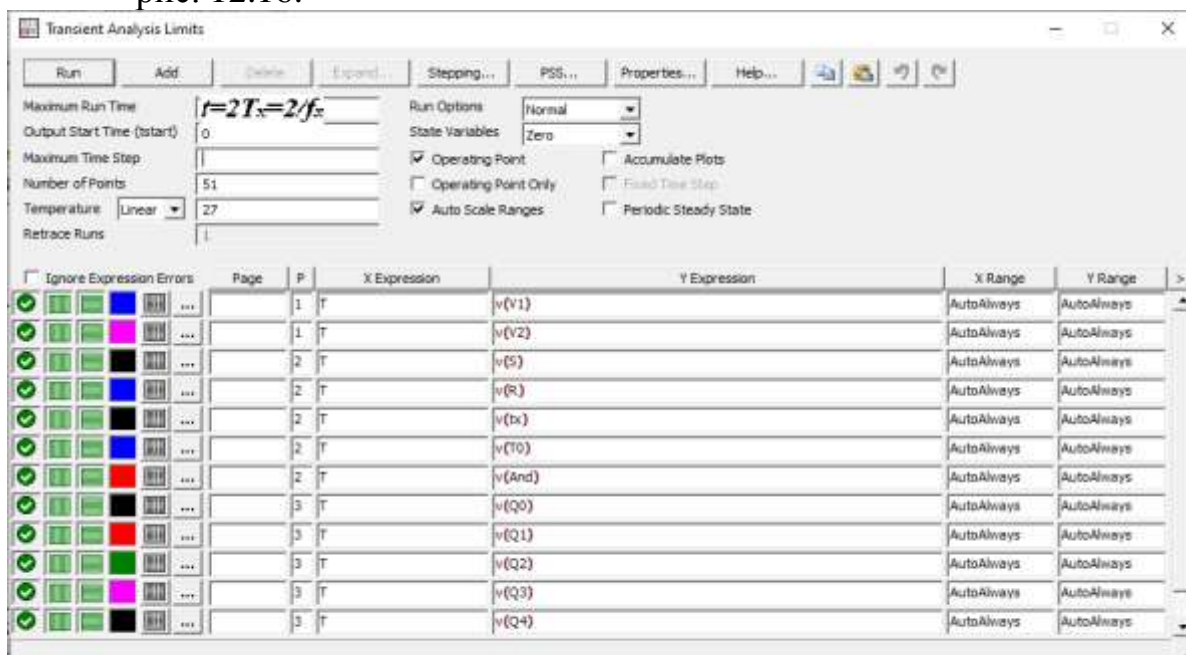 рис. 12.18.
Transient Analysis Limits
Run Add Delete Expand... Stepping... PSS... Properties... Help...
Maximum Run Time t=2Tx=2/fx Run Options Normal
Output Start Time (tstart) 0 State Variables Zero
Maximum Time Step Operating Point Accumulate Plots
Number of Points 51 Operating Point Only Fixed Time Step
Temperature Linear 27 Auto Scale Ranges Periodic Steady State
Retrace Runs 1
Ignore Expression Errors Page P X Expression Y Expression X Range Y Range >
... 1 T v(V1) AutoAlways AutoAlways
... 1 T v(V2) AutoAlways AutoAlways
... 2 T v(S) AutoAlways AutoAlways
... 2 T v(R) AutoAlways AutoAlways
... 2 T v(tx) AutoAlways AutoAlways
... 2 T v(T0) AutoAlways AutoAlways
... 2 T v(And) AutoAlways AutoAlways
... 3 T v(Q0) AutoAlways AutoAlways
... 3 T v(Q1) AutoAlways AutoAlways
... 3 T v(Q2) AutoAlways AutoAlways
... 3 T v(Q3) AutoAlways AutoAlways
... 3 T v(Q4) AutoAlways AutoAlways